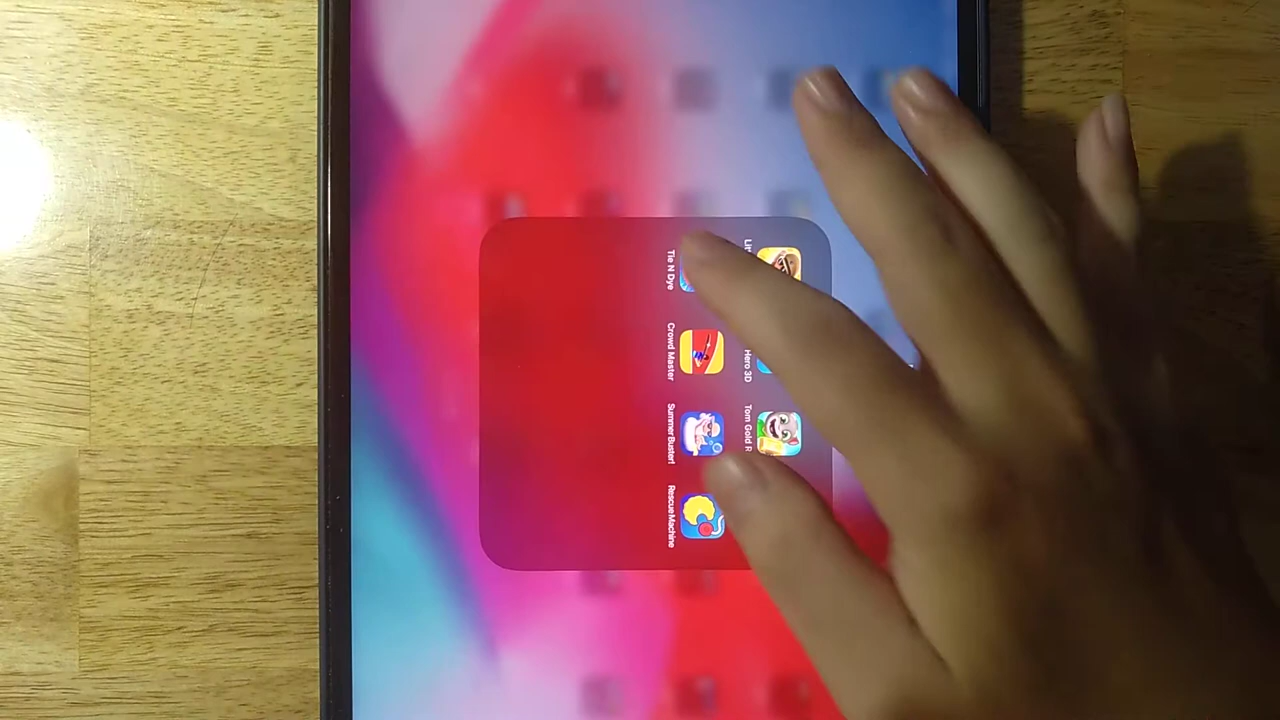 Hero 3D
Tom Gold R
Tie N Dye
Crowd Master
Summer Buster!
Rescue Machine